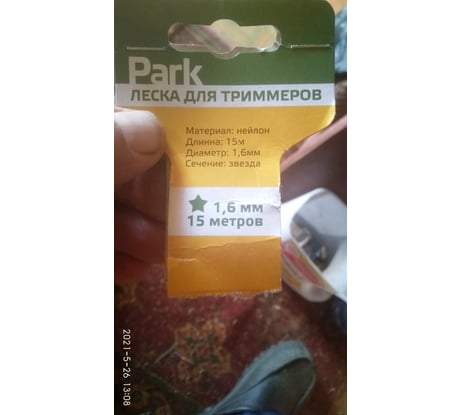 Park
ЛЕСКА ДЛЯ ТРИММЕРОВ
Материал: нейлон
Длинна: 15м
Диаметр: 1,6мм
Сечение: звезда
1,6 мм
15 метров
2021-5-26 13:08